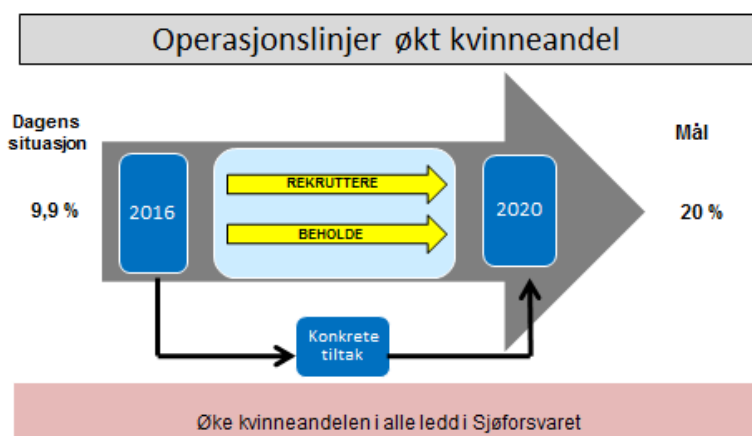 Operasjonslinjer økt kvinneandel
Dagens
situasjon
9,9 %
2016
REKRUTTERE
BEHOLDE
2020
Mål
20 %
Konkrete
tiltak
Øke kvinneandelen i alle ledd i Sjøforsvaret